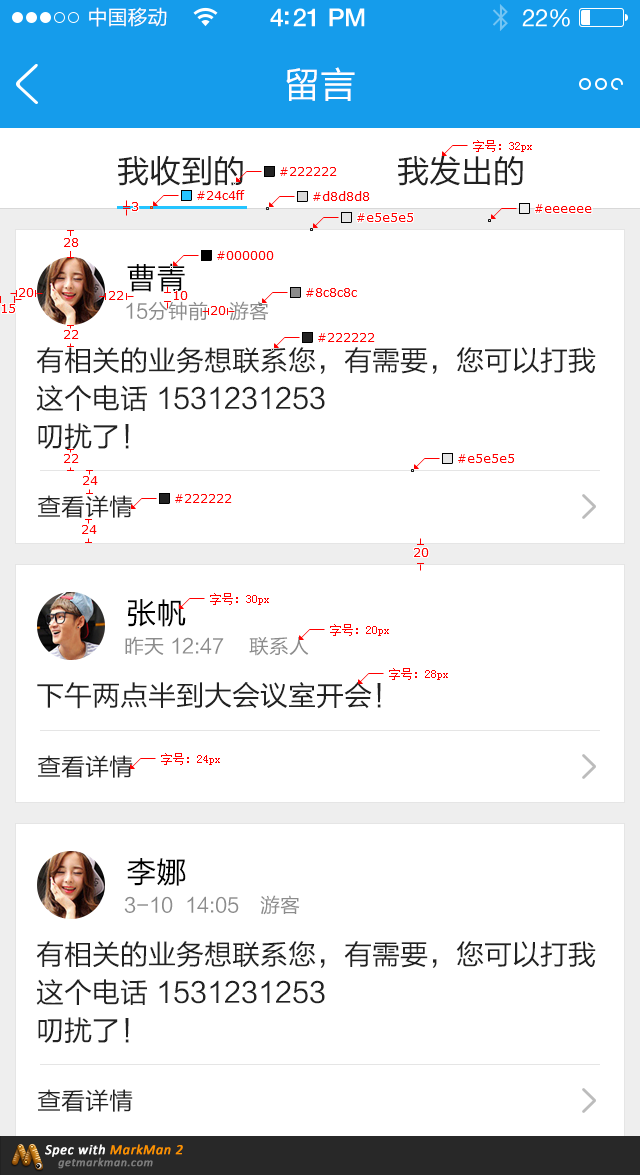 中国移动 4:21 PM 22%
留言
字号：32px
我收到的 我发出的
#222222
#24c4ff #d8d8d8
3 #eeeeee
#e5e5e5
28
曹青 #000000
20 22 10 #8c8c8c
15 15分钟前 20 游客
22 #222222
有相关的业务想联系您，有需要，您可以打我
这个电话 1531231253
叨扰了！
22 #e5e5e5
24
查看详情 #222222
24
20
张帆 字号：30px
昨天 12:47 联系人 字号：20px
字号：28px
下午两点半到大会议室开会！
查看详情 字号：24px
李娜
3-10 14:05 游客
有相关的业务想联系您，有需要，您可以打我
这个电话 1531231253
叨扰了！
查看详情
Spec with MarkMan 2
getmarkman.com